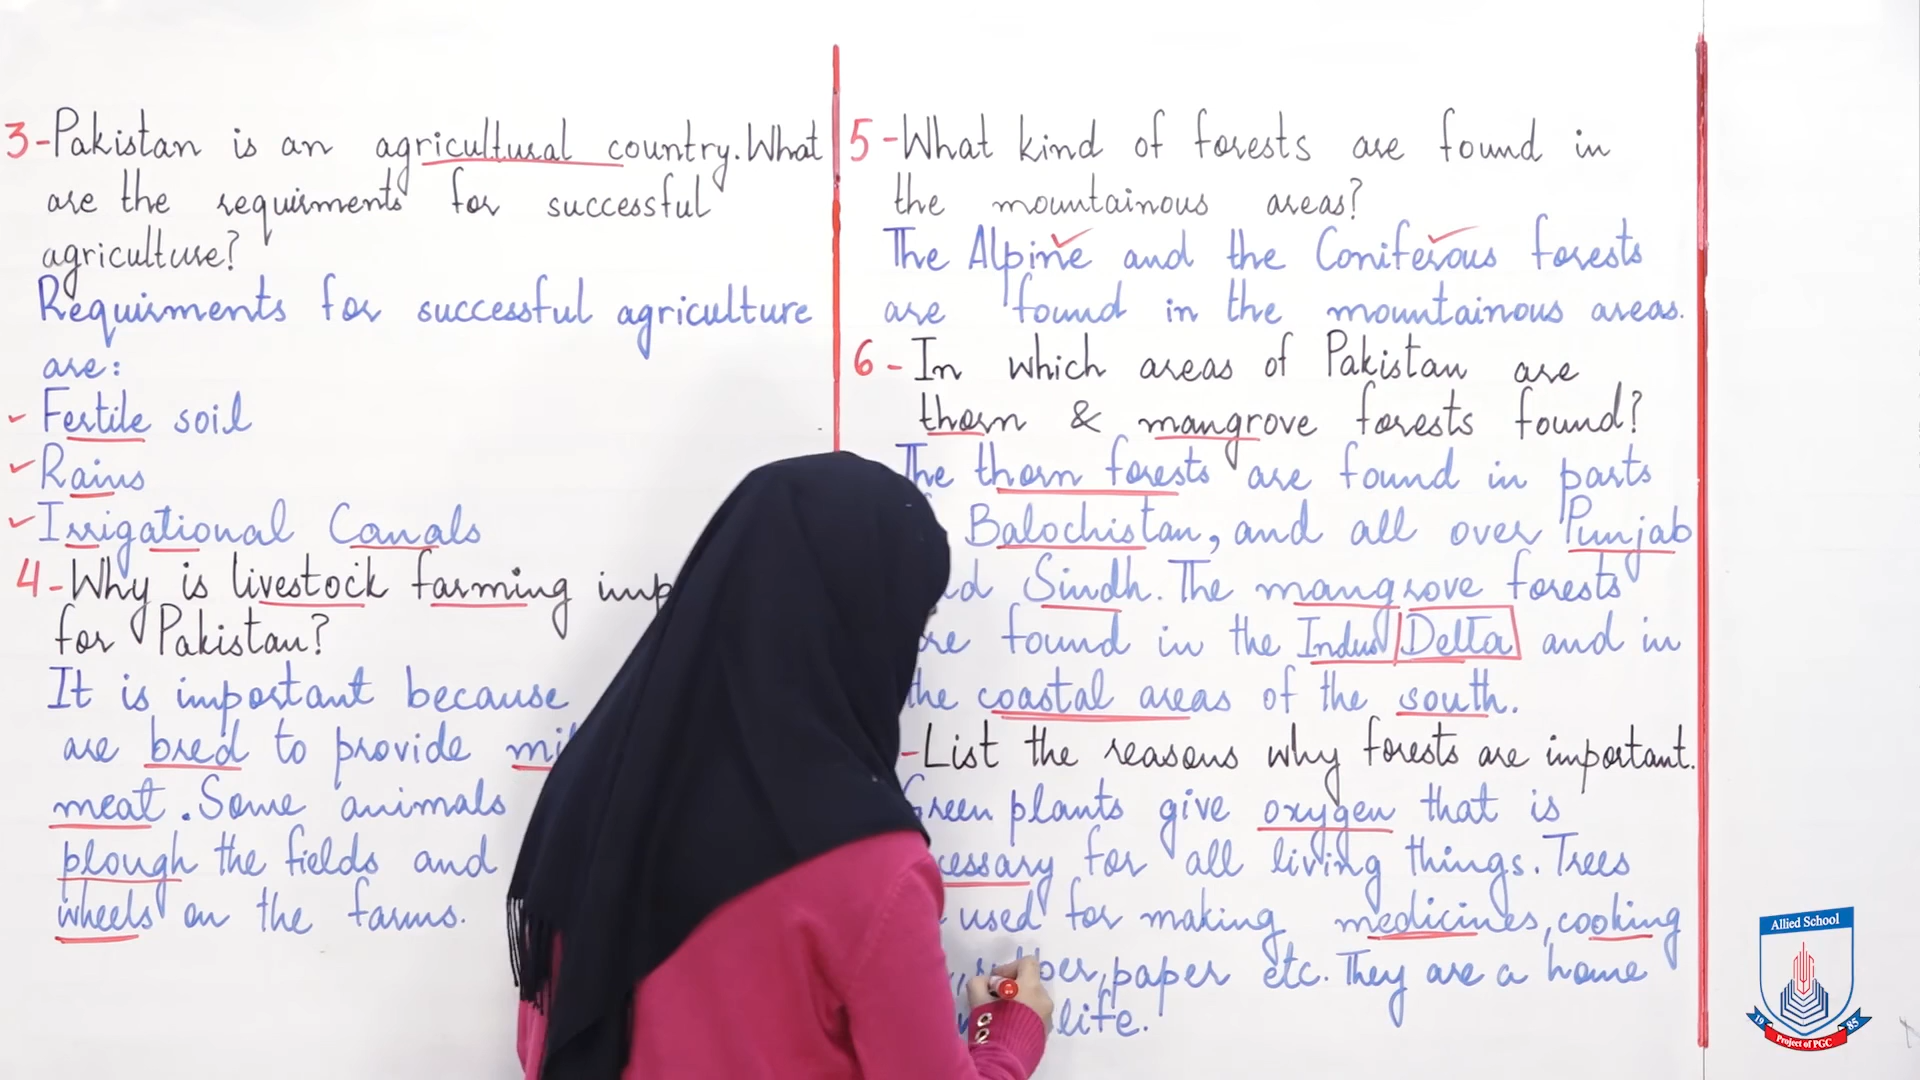 3-Pakistan is an agricultural country. What
are the requirments for successful
agriculture?
Requirments for successful agriculture
are:
Fertile soil
Rains
Irrigational Canals
4-Why is livestock farming
for Pakistan?
It is important because
are bred to provide
meat. Some animals
plough the fields and
wheels on the farms.
5-What kind of forests are found in
the mountainous areas?
The Alpine and the Coniferous forests
are found in the mountainous areas.
6-In which areas of Pakistan are
thorn & mangrove forests found?
The thorn forests are found in parts
Balochistan, and all over Punjab
Sindh. The mangrove forests
found in the Indus Delta and in
the coastal areas of the south.
-List the reasons why forests are important.
Green plants give oxygen that is
for all living things. Trees
used for making medicines, cooking
paper etc. They are a home
life.
Allied School
1985
Project of PGC